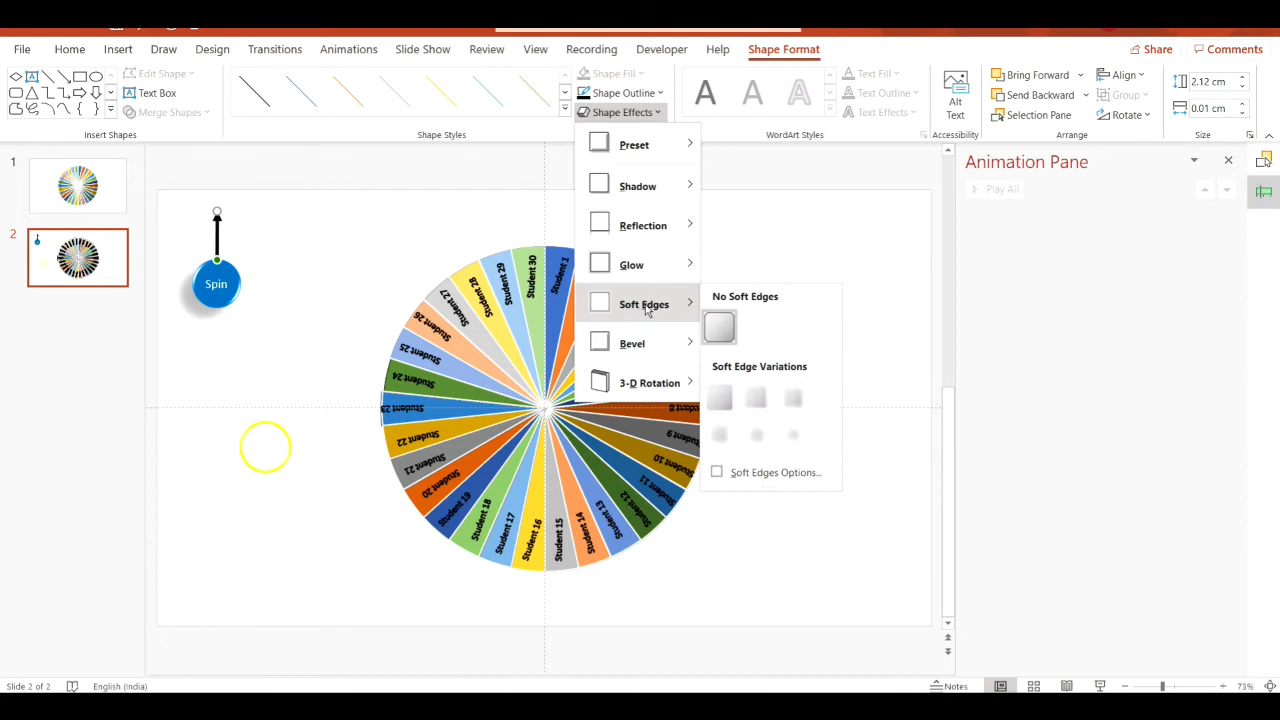 File Home Insert Draw Design Transitions Animations Slide Show Review View Recording Developer Help Shape Format Share Comments
Edit Shape
Text Box
Merge Shapes
Insert Shapes
Shape Styles
Shape Fill
Shape Outline
Shape Effects
A A A
WordArt Styles
Text Fill
Text Outline
Text Effects
Alt
Text
Accessibility
Bring Forward
Send Backward
Selection Pane
Align
Group
Rotate
Arrange
2.12 cm
0.01 cm
Size
Preset
Shadow
Reflection
Glow
Soft Edges
Bevel
3-D Rotation
No Soft Edges
Soft Edge Variations
Soft Edges Options...
Animation Pane
Play All
1
2
Spin
Student 1
9
10
11
Student 12
Student 13
Student 14
Student 15
Student 16
Student 17
Student 18
Student 19
Student 20
Student 21
Student 22
Student 23
Student 24
Student 25
Student 26
Student 27
Student 28
Student 29
Student 30
Slide 2 of 2 English (India) Notes 73%